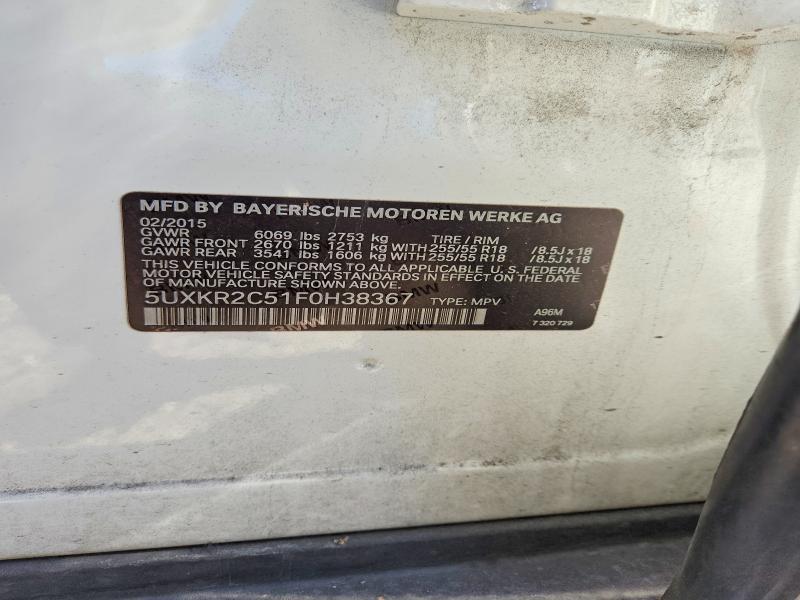 MFD BY BAYERISCHE MOTOREN WERKE AG
02/2015
GVWR 6069 lbs 2753 kg TIRE / RIM
GAWR FRONT 2670 lbs 1211 kg WITH 255/55 R18 /8.5J x 18
GAWR REAR 3541 lbs 1606 kg WITH 255/55 R18 /8.5J x 18
THIS VEHICLE CONFORMS TO ALL APPLICABLE U. S. FEDERAL
MOTOR VEHICLE SAFETY STANDARDS IN EFFECT ON THE DATE
OF MANUFACTURE SHOWN ABOVE.
5UXKR2C51F0H38367 TYPE: MPV
A96M
BMW
7 320 729